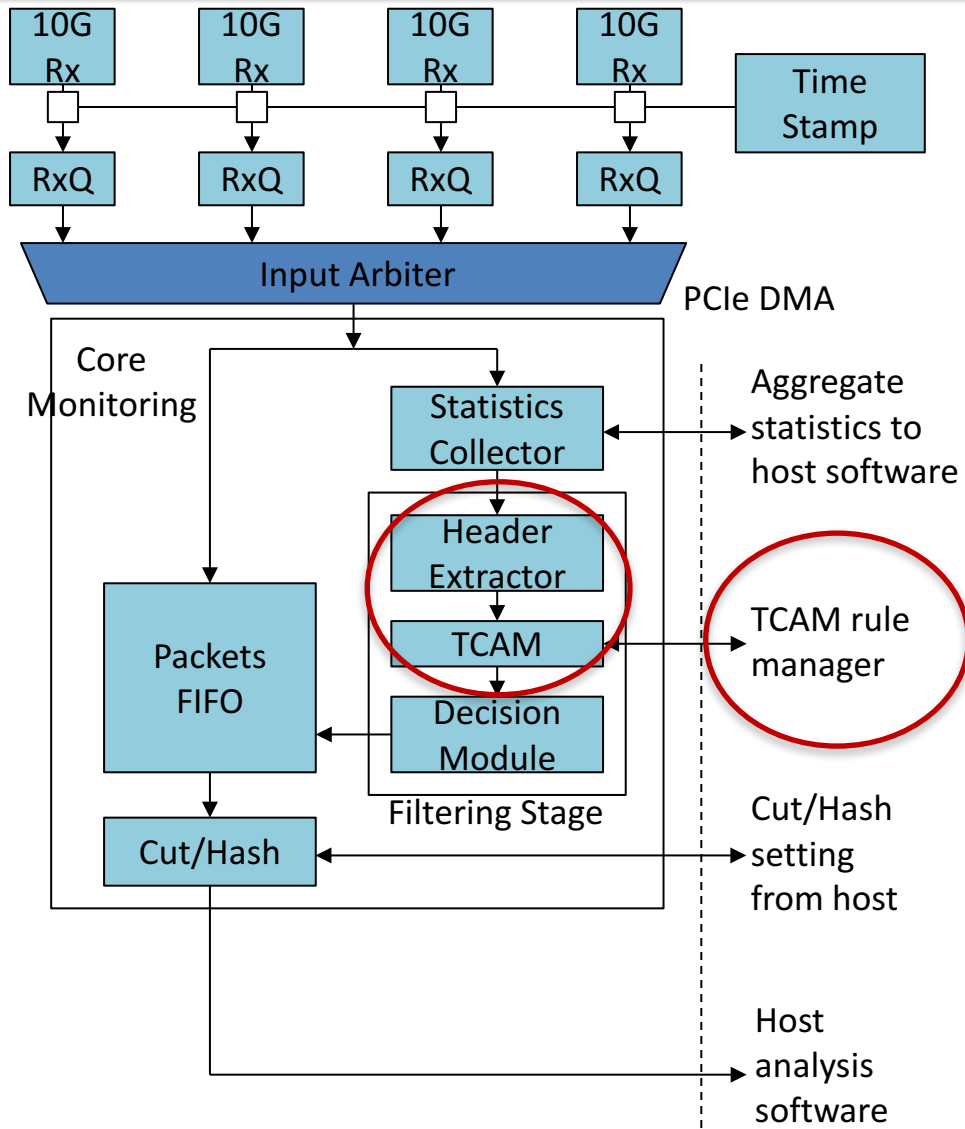 10G
Rx
10G
Rx
10G
Rx
10G
Rx
Time
Stamp
RxQ
RxQ
RxQ
RxQ
Input Arbiter
PCIe DMA
Core
Monitoring
Statistics
Collector
Aggregate
statistics to
host software
Header
Extractor
TCAM
TCAM rule
manager
Packets
FIFO
Decision
Module
Filtering Stage
Cut/Hash
Cut/Hash
setting
from host
Host
analysis
software